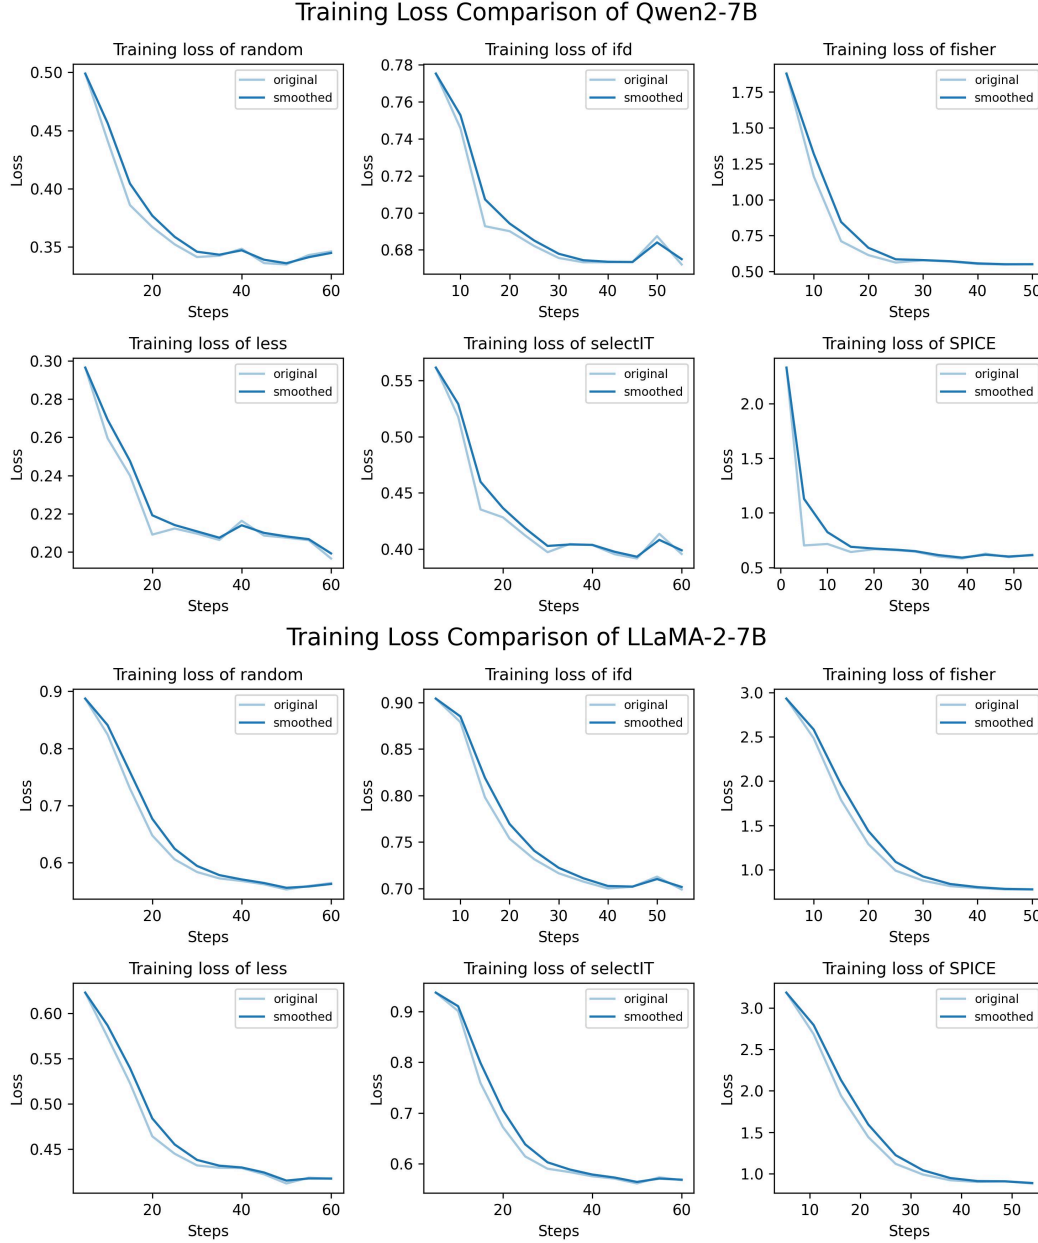 Training Loss Comparison of Qwen2-7B
Training loss of random
original
smoothed
Loss
0.50
0.45
0.40
0.35
20 40 60
Steps
Training loss of ifd
original
smoothed
Loss
0.78
0.76
0.74
0.72
0.70
0.68
10 20 30 40 50
Steps
Training loss of fisher
original
smoothed
Loss
1.75
1.50
1.25
1.00
0.75
0.50
10 20 30 40 50
Steps
Training loss of less
original
smoothed
Loss
0.30
0.28
0.26
0.24
0.22
0.20
20 40 60
Steps
Training loss of selectIT
original
smoothed
Loss
0.55
0.50
0.45
0.40
20 40 60
Steps
Training loss of SPICE
original
smoothed
Loss
2.0
1.5
1.0
0.5
0 10 20 30 40 50
Steps
Training Loss Comparison of LLaMA-2-7B
Training loss of random
original
smoothed
Loss
0.9
0.8
0.7
0.6
20 40 60
Steps
Training loss of ifd
original
smoothed
Loss
0.90
0.85
0.80
0.75
0.70
10 20 30 40 50
Steps
Training loss of fisher
original
smoothed
Loss
3.0
2.5
2.0
1.5
1.0
10 20 30 40 50
Steps
Training loss of less
original
smoothed
Loss
0.60
0.55
0.50
0.45
20 40 60
Steps
Training loss of selectIT
original
smoothed
Loss
0.9
0.8
0.7
0.6
20 40 60
Steps
Training loss of SPICE
original
smoothed
Loss
3.0
2.5
2.0
1.5
1.0
10 20 30 40 50
Steps